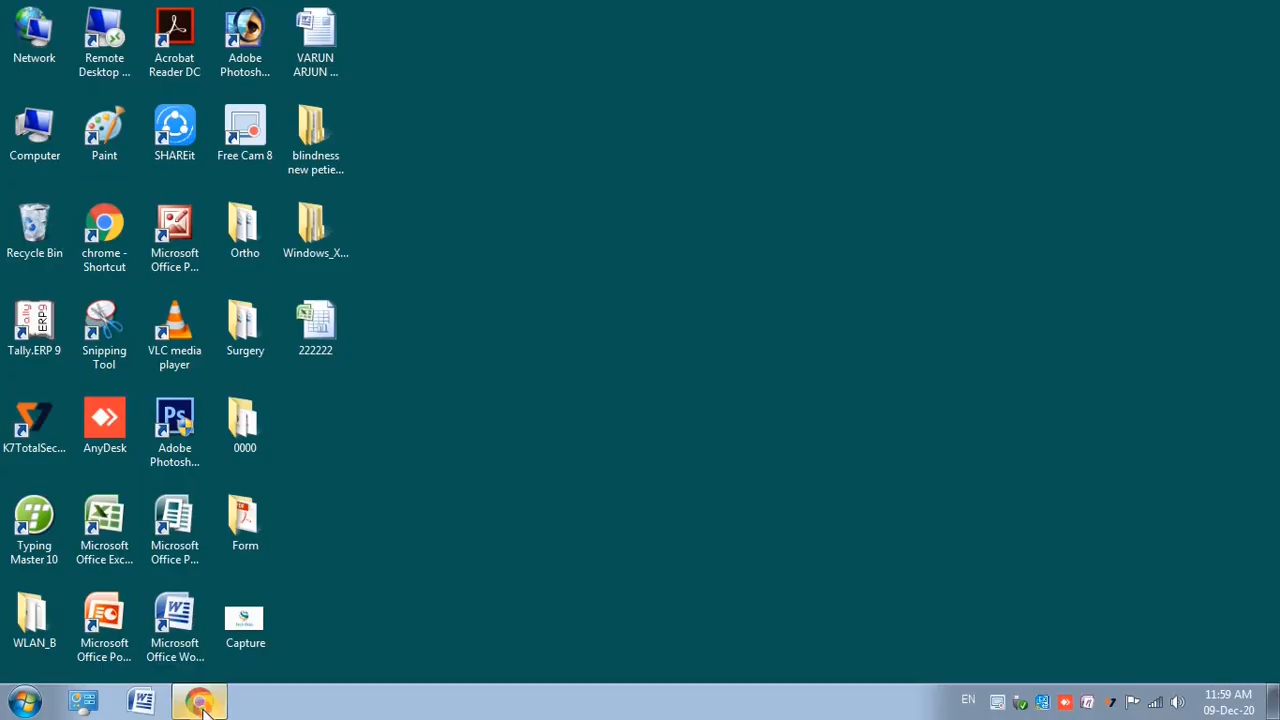 Network
Remote
Desktop ...
Acrobat
Reader DC
Adobe
Photosh...
VARUN
ARJUN ...
Computer
Paint
SHAREit
Free Cam 8
blindness
new petie...
Recycle Bin
chrome -
Shortcut
Microsoft
Office P...
Ortho
Windows_X...
Tally.ERP 9
Snipping
Tool
VLC media
player
Surgery
222222
K7TotalSec...
AnyDesk
Ps
Adobe
Photosh...
0000
Typing
Master 10
Microsoft
Office Exc...
Microsoft
Office P...
Form
WLAN_B
Microsoft
Office Po...
Microsoft
Office Wo...
Capture
EN
11:59 AM
09-Dec-20